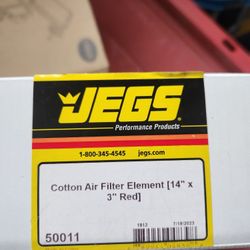 JEGS
Performance Products
1-800-345-4545 jegs.com
Cotton Air Filter Element [14" x
3" Red]
50011
1912 7/18/2023